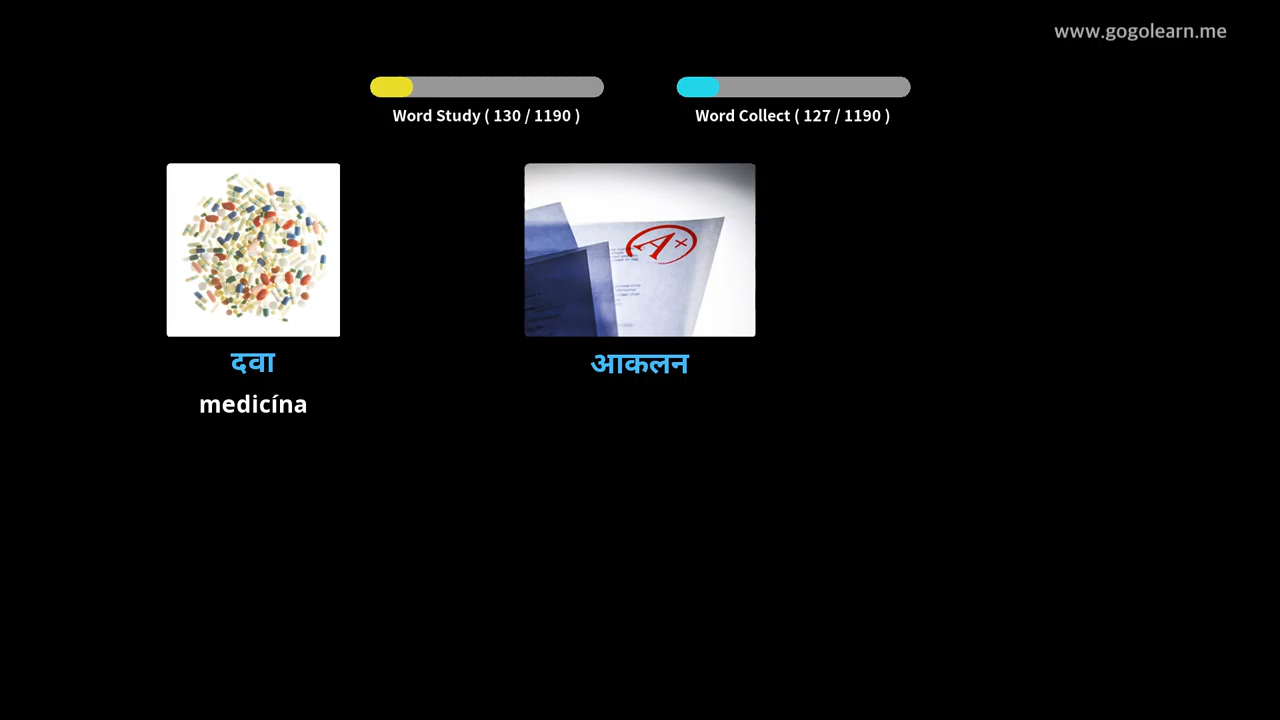 www.gogolearn.me
Word Study ( 130 / 1190 )
Word Collect ( 127 / 1190 )
A+
दवा
आकलन
medicína